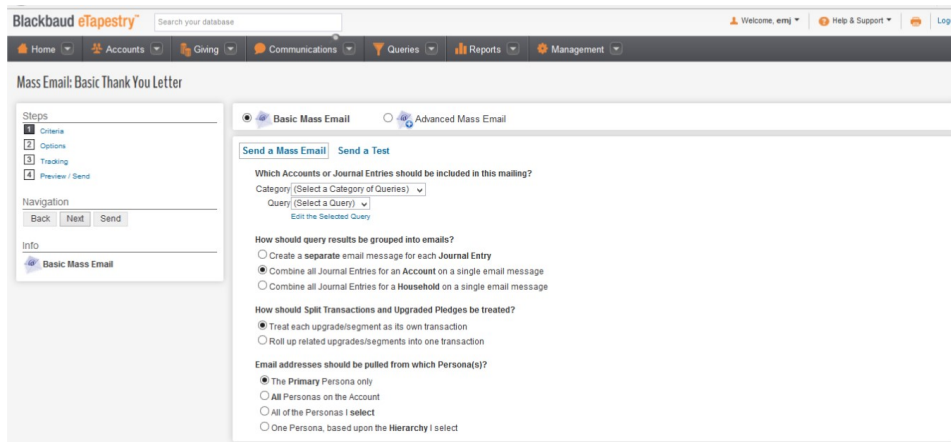 Blackbaud eTapestry™ Search your database Welcome, emj Help & Support
Home Accounts Giving Communications Queries Reports Management
Mass Email: Basic Thank You Letter
Steps
1 Criteria
2 Options
3 Tracking
4 Preview / Send
Navigation
Back Next Send
Info
Basic Mass Email
Basic Mass Email Advanced Mass Email
Send a Mass Email Send a Test
Which Accounts or Journal Entries should be included in this mailing?
Category (Select a Category of Queries)
Query (Select a Query)
Edit the Selected Query
How should query results be grouped into emails?
Create a separate email message for each Journal Entry
Combine all Journal Entries for an Account on a single email message
Combine all Journal Entries for a Household on a single email message
How should Split Transactions and Upgraded Pledges be treated?
Treat each upgrade/segment as its own transaction
Roll up related upgrades/segments into one transaction
Email addresses should be pulled from which Persona(s)?
The Primary Persona only
All Personas on the Account
All of the Personas I select
One Persona, based upon the Hierarchy I select